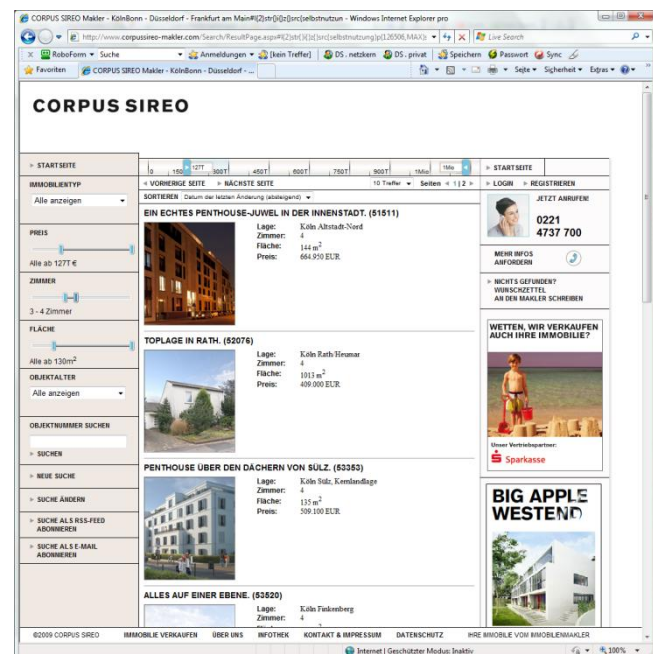 CORPUS SIREO Makler - KölnBonn - Düsseldorf - Frankfurt am Main#l(2)str()i()z()src(selbstnutzun - Windows Internet Explorer pro
http://www.corpussireo-makler.com/Search/ResultPage.aspx#l(2)str()i()z()src(selbstnutzung)p(126506,MAX)z
Live Search
RoboForm
Suche
Anmeldungen
[kein Treffer]
DS . netzkern
DS . privat
Speichern
Passwort
Sync
Favoriten
CORPUS SIREO Makler - KölnBonn - Düsseldorf - ...
Seite
Sicherheit
Extras
CORPUS SIREO
STARTSEITE
IMMOBILIENTYP
Alle anzeigen
PREIS
Alle ab 127T €
ZIMMER
3 - 4 Zimmer
FLÄCHE
Alle ab 130m²
OBJEKTALTER
Alle anzeigen
OBJEKTNUMMER SUCHEN
SUCHEN
NEUE SUCHE
SUCHE ÄNDERN
SUCHE ALS RSS-FEED
ABONNIEREN
SUCHE ALS E-MAIL
ABONNIEREN
0 150 127T 300T 450T 600T 750T 900T 1Mio 1Mio
VORHERIGE SEITE NÄCHSTE SEITE 10 Treffer Seiten 1|2
SORTIEREN Datum der letzten Änderung (absteigend)
EIN ECHTES PENTHOUSE-JUWEL IN DER INNENSTADT. (51511)
Lage: Köln Altstadt-Nord
Zimmer: 4
Fläche: 144 m²
Preis: 664.950 EUR
TOPLAGE IN RATH. (52076)
Lage: Köln Rath/Heumar
Zimmer: 4
Fläche: 1013 m²
Preis: 409.000 EUR
PENTHOUSE ÜBER DEN DÄCHERN VON SÜLZ. (53353)
Lage: Köln Sülz, Kernlandlage
Zimmer: 4
Fläche: 135 m²
Preis: 509.100 EUR
ALLES AUF EINER EBENE. (53520)
Lage: Köln Finkenberg
Zimmer: 4
Fläche:
STARTSEITE
LOGIN REGISTRIEREN
JETZT ANRUFEN!
0221
4737 700
MEHR INFOS
ANFORDERN
NICHTS GEFUNDEN?
WUNSCHZETTEL
AN DEN MAKLER SCHREIBEN
WETTEN, WIR VERKAUFEN
AUCH IHRE IMMOBILIE?
Unser Vertriebspartner:
Sparkasse
BIG APPLE
WESTEND
©2009 CORPUS SIREO IMMOBILIE VERKAUFEN ÜBER UNS INFOTHEK KONTAKT & IMPRESSUM DATENSCHUTZ IHRE IMMOBILIE VOM IMMOBILIENMAKLER
Internet | Geschützter Modus: Inaktiv
100%